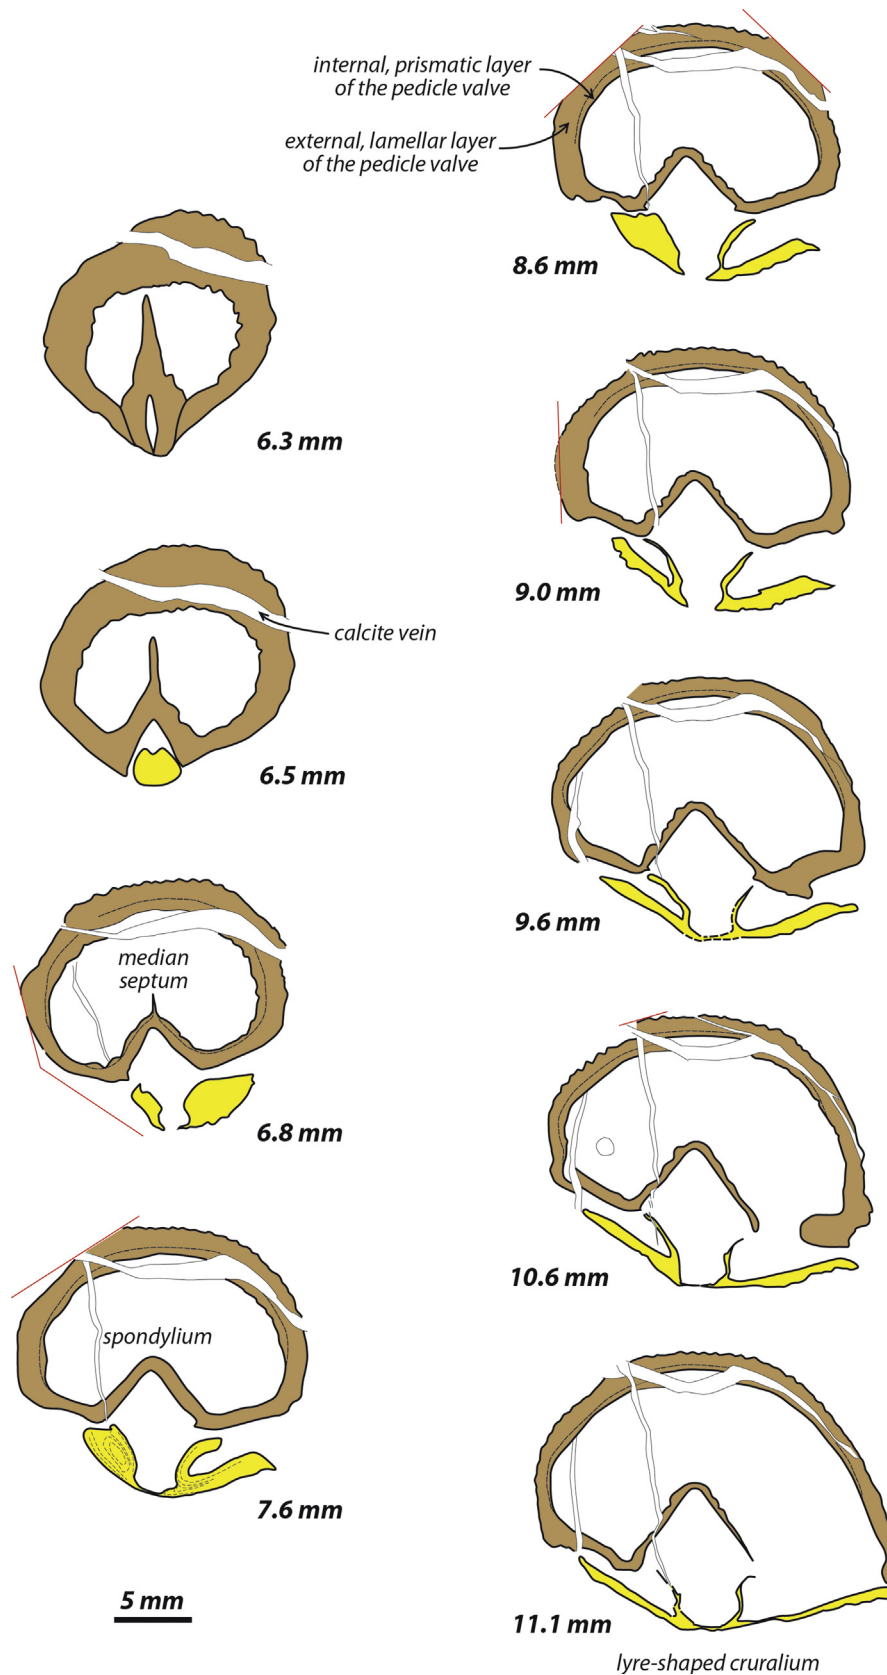 6.3 mm
calcite vein
6.5 mm
median
septum
6.8 mm
spondylium
7.6 mm
5 mm
internal, prismatic layer
of the pedicle valve
external, lamellar layer
of the pedicle valve
8.6 mm
9.0 mm
9.6 mm
10.6 mm
11.1 mm
lyre-shaped cruralium